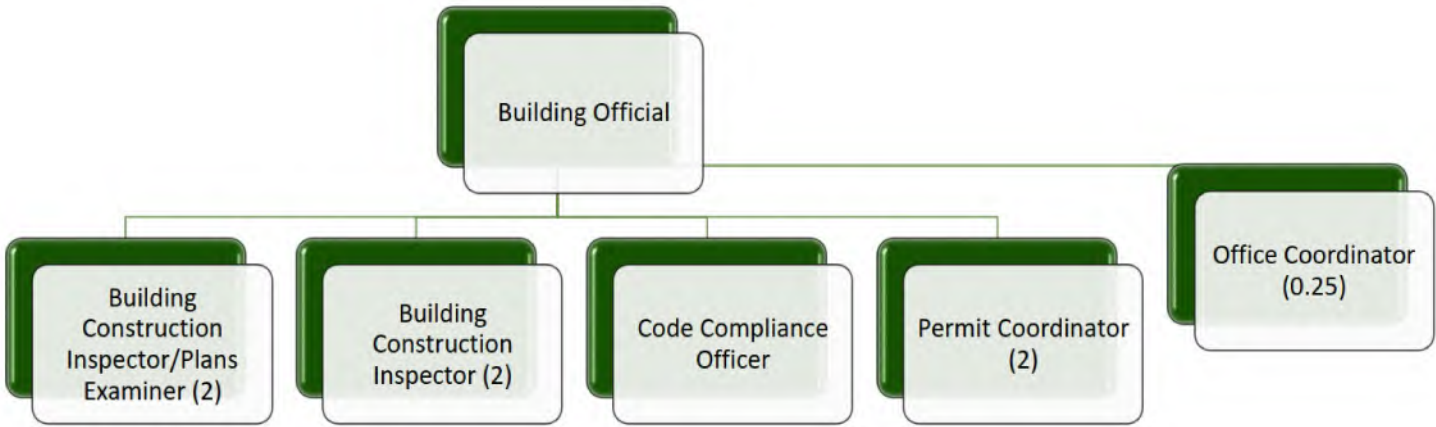 Building Official
Office Coordinator
(0.25)
Building
Construction
Inspector/Plans
Examiner (2)
Building
Construction
Inspector (2)
Code Compliance
Officer
Permit Coordinator
(2)